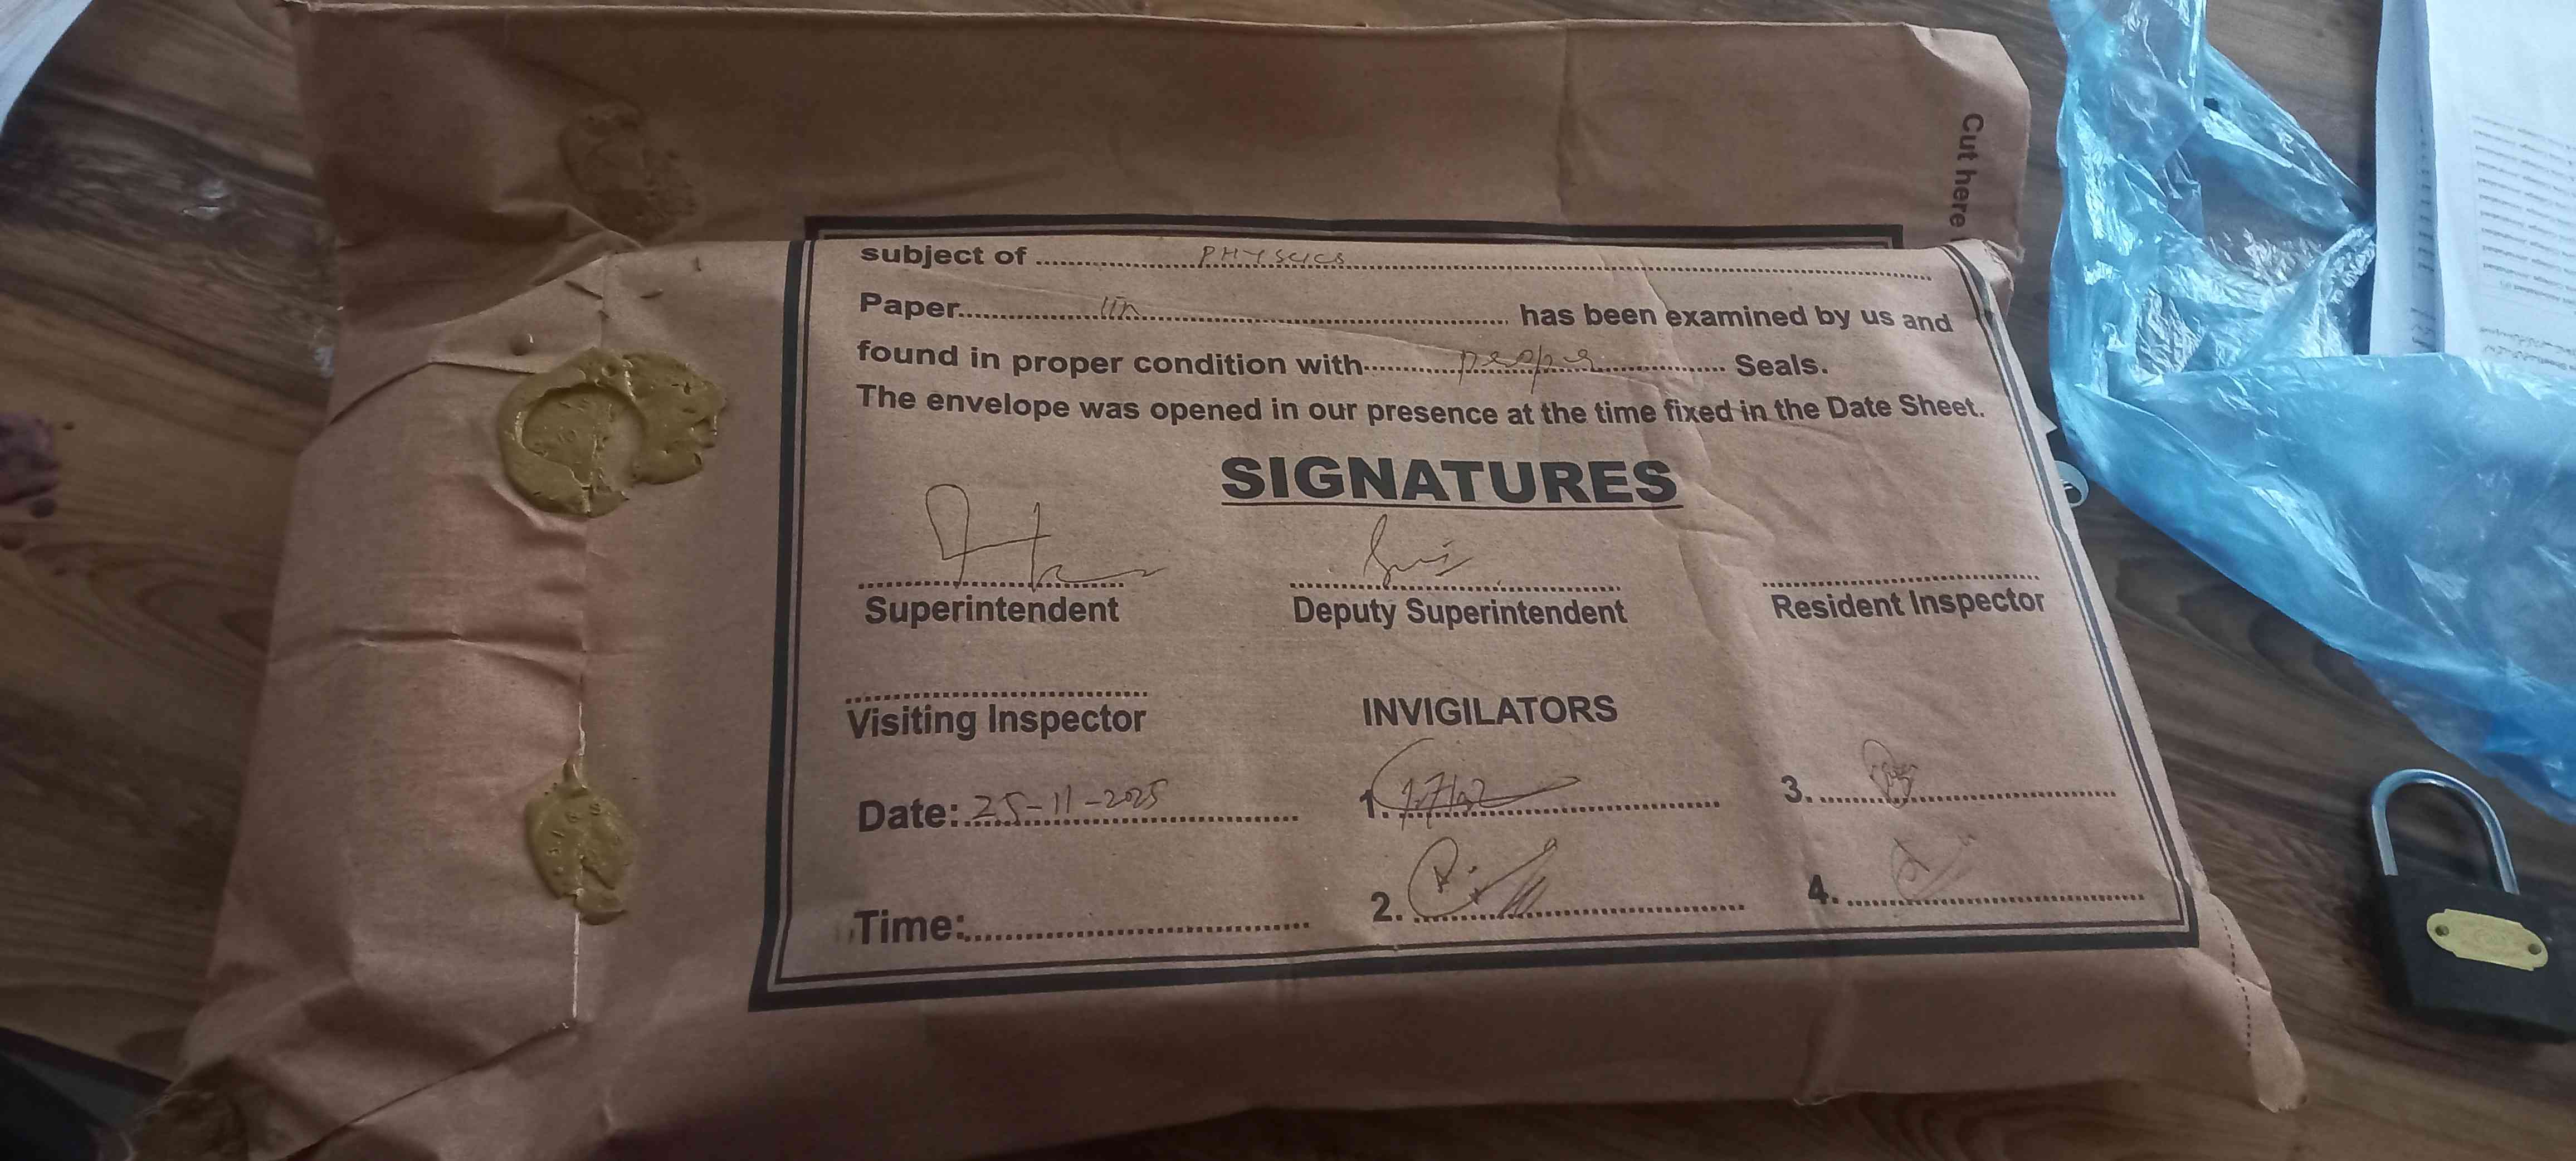 Cut here
subject of PHYSICS
Paper 11th has been examined by us and
found in proper condition with proper Seals.
The envelope was opened in our presence at the time fixed in the Date Sheet.
SIGNATURES
Superintendent Deputy Superintendent Resident Inspector
Visiting Inspector INVIGILATORS
Date: 25-11-2025 1. 3.
Time: 2. 4.